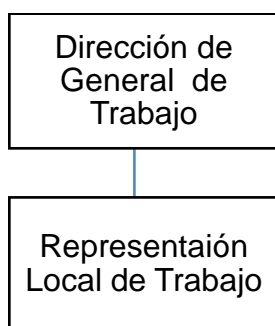 Dirección de
General de
Trabajo
Representaión
Local de Trabajo